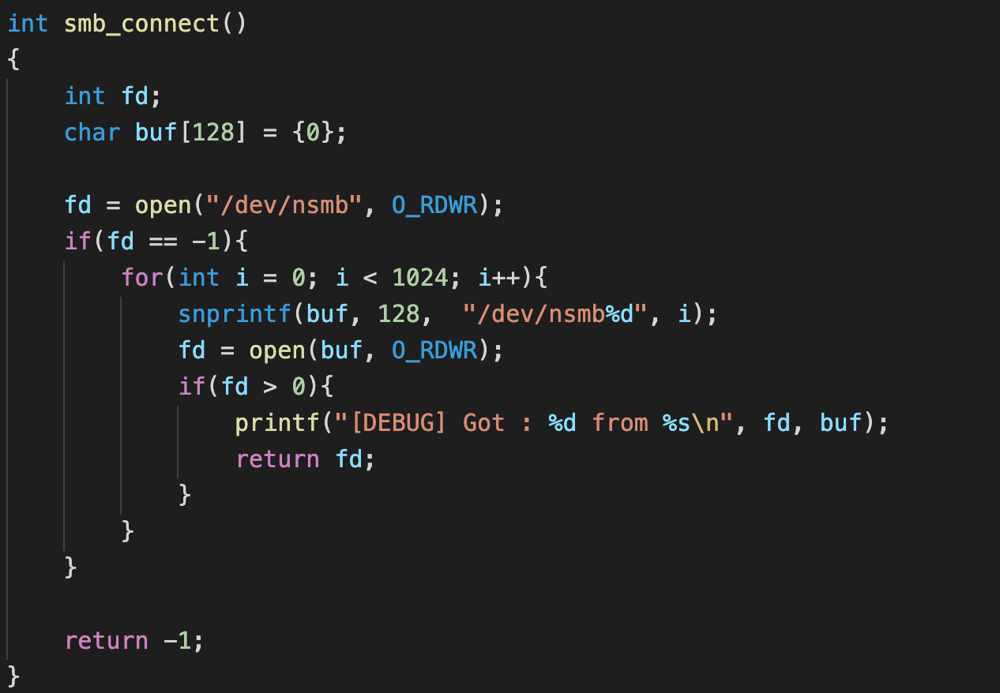 int smb_connect()
{
    int fd;
    char buf[128] = {0};

    fd = open("/dev/nsmb", O_RDWR);
    if(fd == -1){
        for(int i = 0; i < 1024; i++){
            snprintf(buf, 128,  "/dev/nsmb%d", i);
            fd = open(buf, O_RDWR);
            if(fd > 0){
                printf("[DEBUG] Got : %d from %s\n", fd, buf);
                return fd;
            }
        }
    }

    return -1;
}